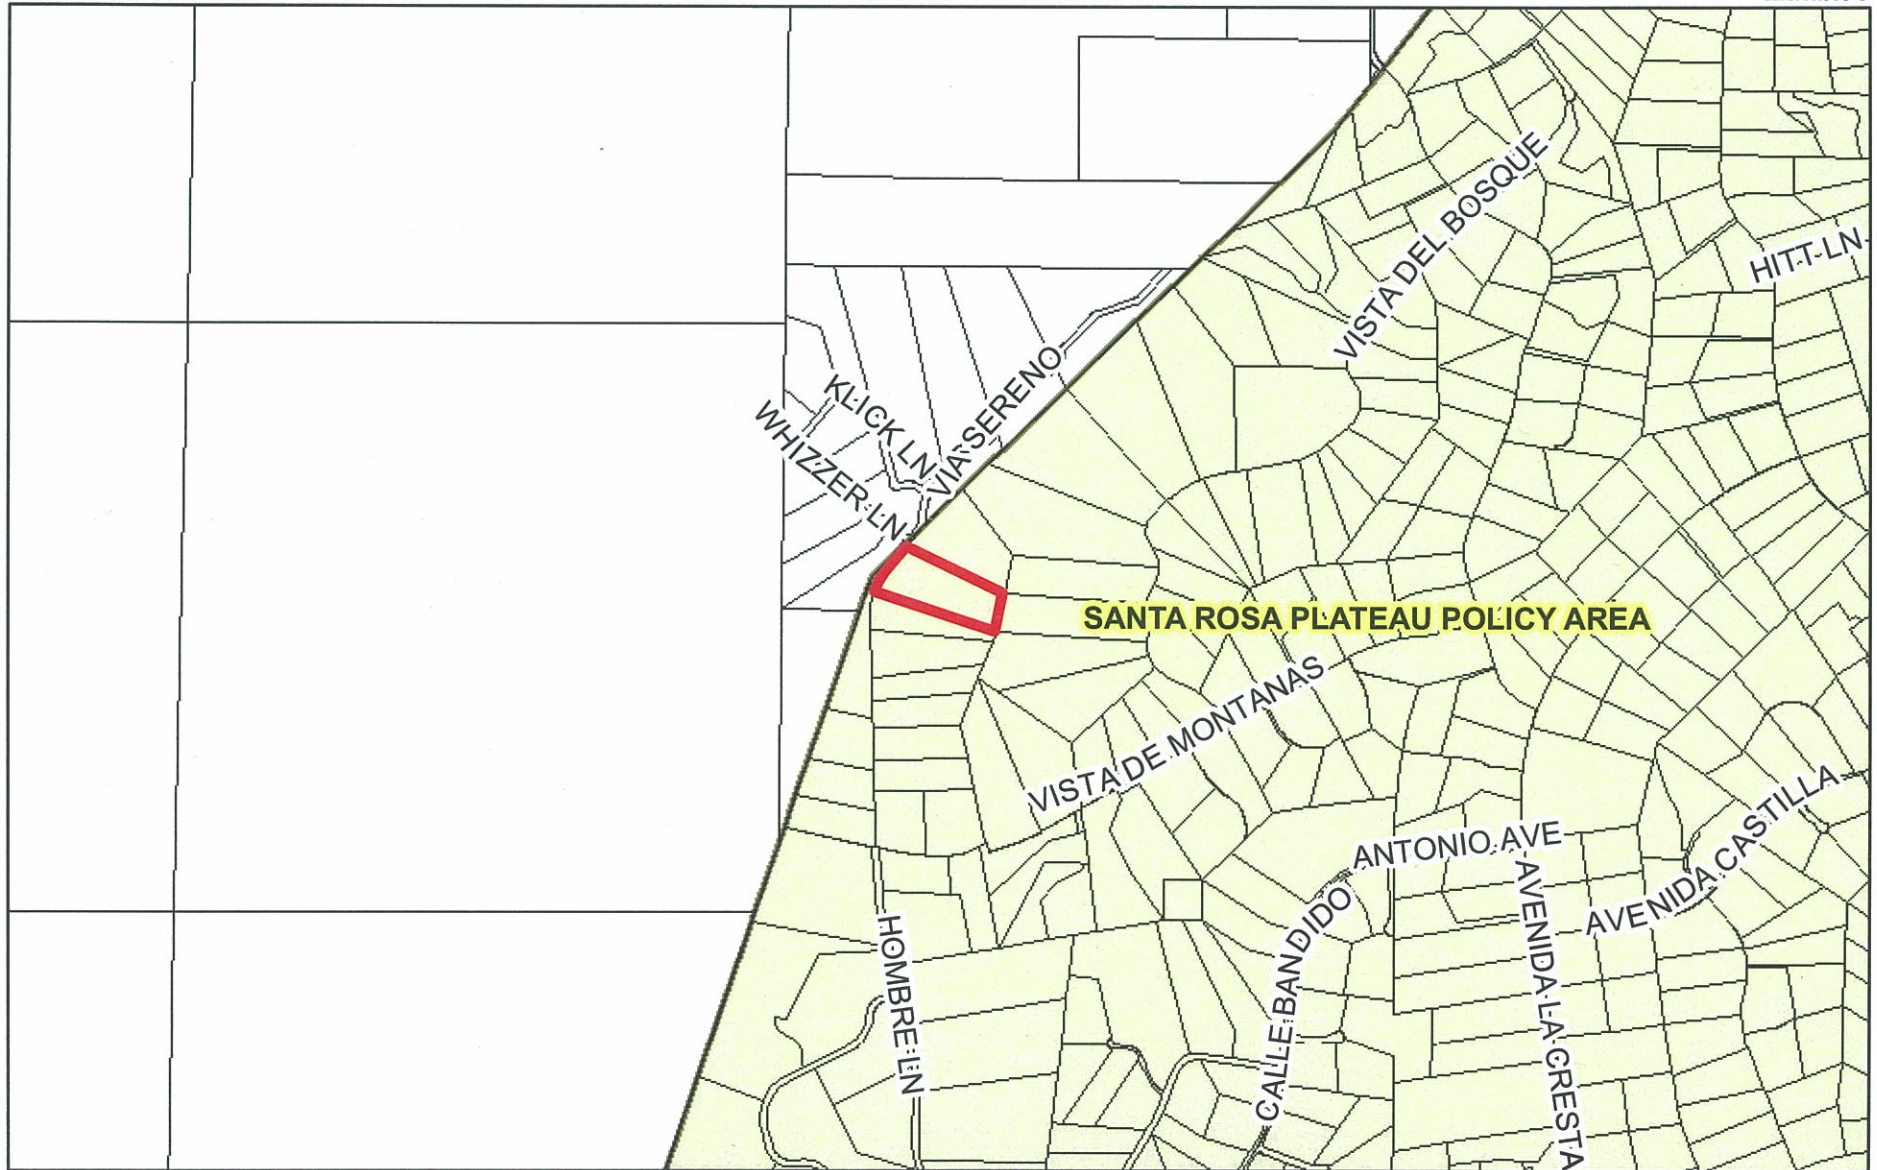 VISTA DEL BOSQUE
HITT LN
KLICK LN
VIA SERENO
WHIZZER LN
SANTA ROSA PLATEAU POLICY AREA
VISTA DE MONTANAS
ANTONIO AVE
AVENIDA CASTILLA
CALLE BANDIDO
AVENIDA LA CRESTA
HOMBRE LN